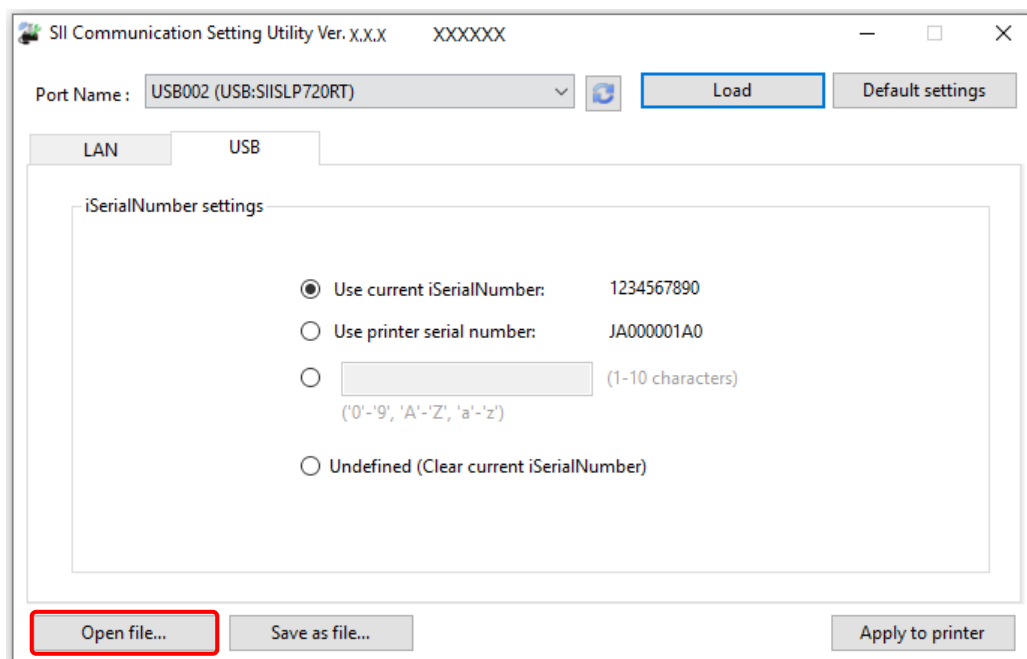 SII Communication Setting Utility Ver. X.X.X XXXXXX
Port Name : USB002 (USB:SIISLP720RT) Load Default settings
LAN USB
iSerialNumber settings
Use current iSerialNumber: 1234567890
Use printer serial number: JA000001A0
(1-10 characters)
('0'-'9', 'A'-'Z', 'a'-'z')
Undefined (Clear current iSerialNumber)
Open file... Save as file... Apply to printer